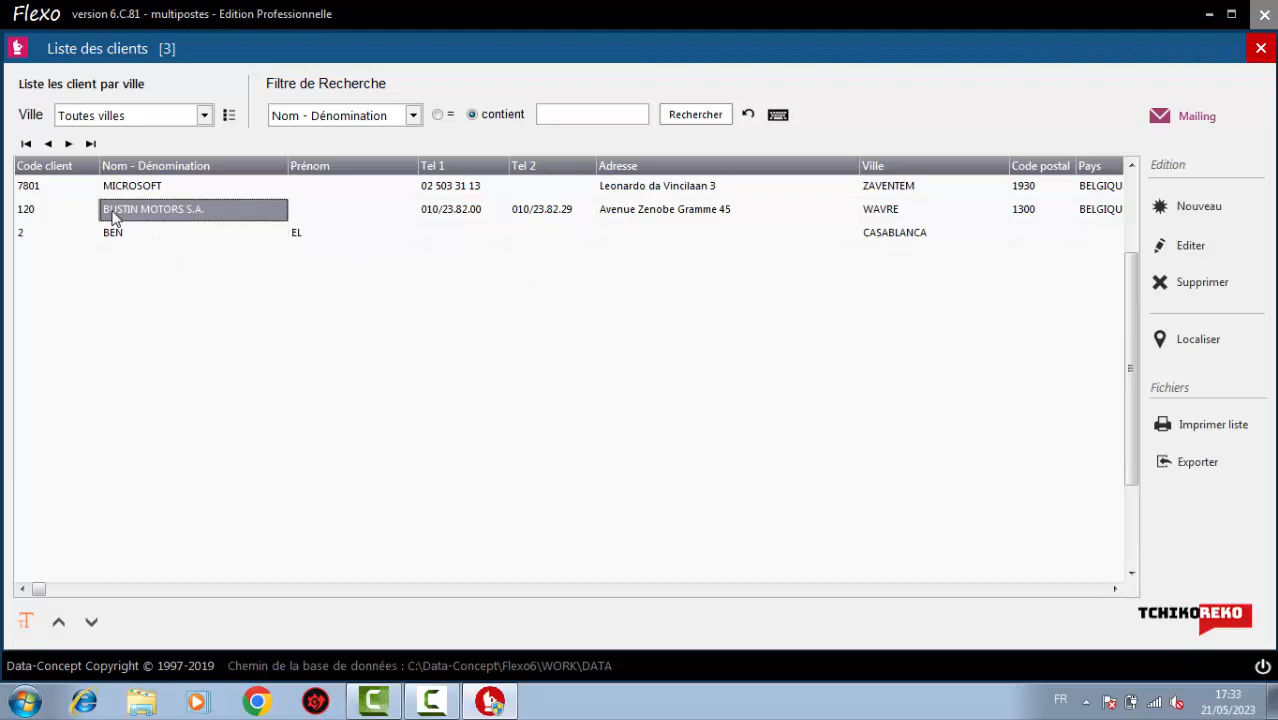 Flexo version 6.C.81 - multipostes - Edition Professionnelle
Liste des clients [3]
Liste les client par ville
Filtre de Recherche
Ville Toutes villes Nom - Dénomination = contient Rechercher Mailing
Code client Nom - Dénomination Prénom Tel 1 Tel 2 Adresse Ville Code postal Pays
7801 MICROSOFT 02 503 31 13 Leonardo da Vincilaan 3 ZAVENTEM 1930 BELGIQU
120 BUSTIN MOTORS S.A. 010/23.82.00 010/23.82.29 Avenue Zenobe Gramme 45 WAVRE 1300 BELGIQU
2 BEN EL CASABLANCA
Edition
Nouveau
Editer
Supprimer
Localiser
Fichiers
Imprimer liste
Exporter
TT
TCHIKOREKO
Data-Concept Copyright © 1997-2019 Chemin de la base de données : C:\Data-Concept\Flexo6\WORK\DATA
FR 17:33
21/05/2023